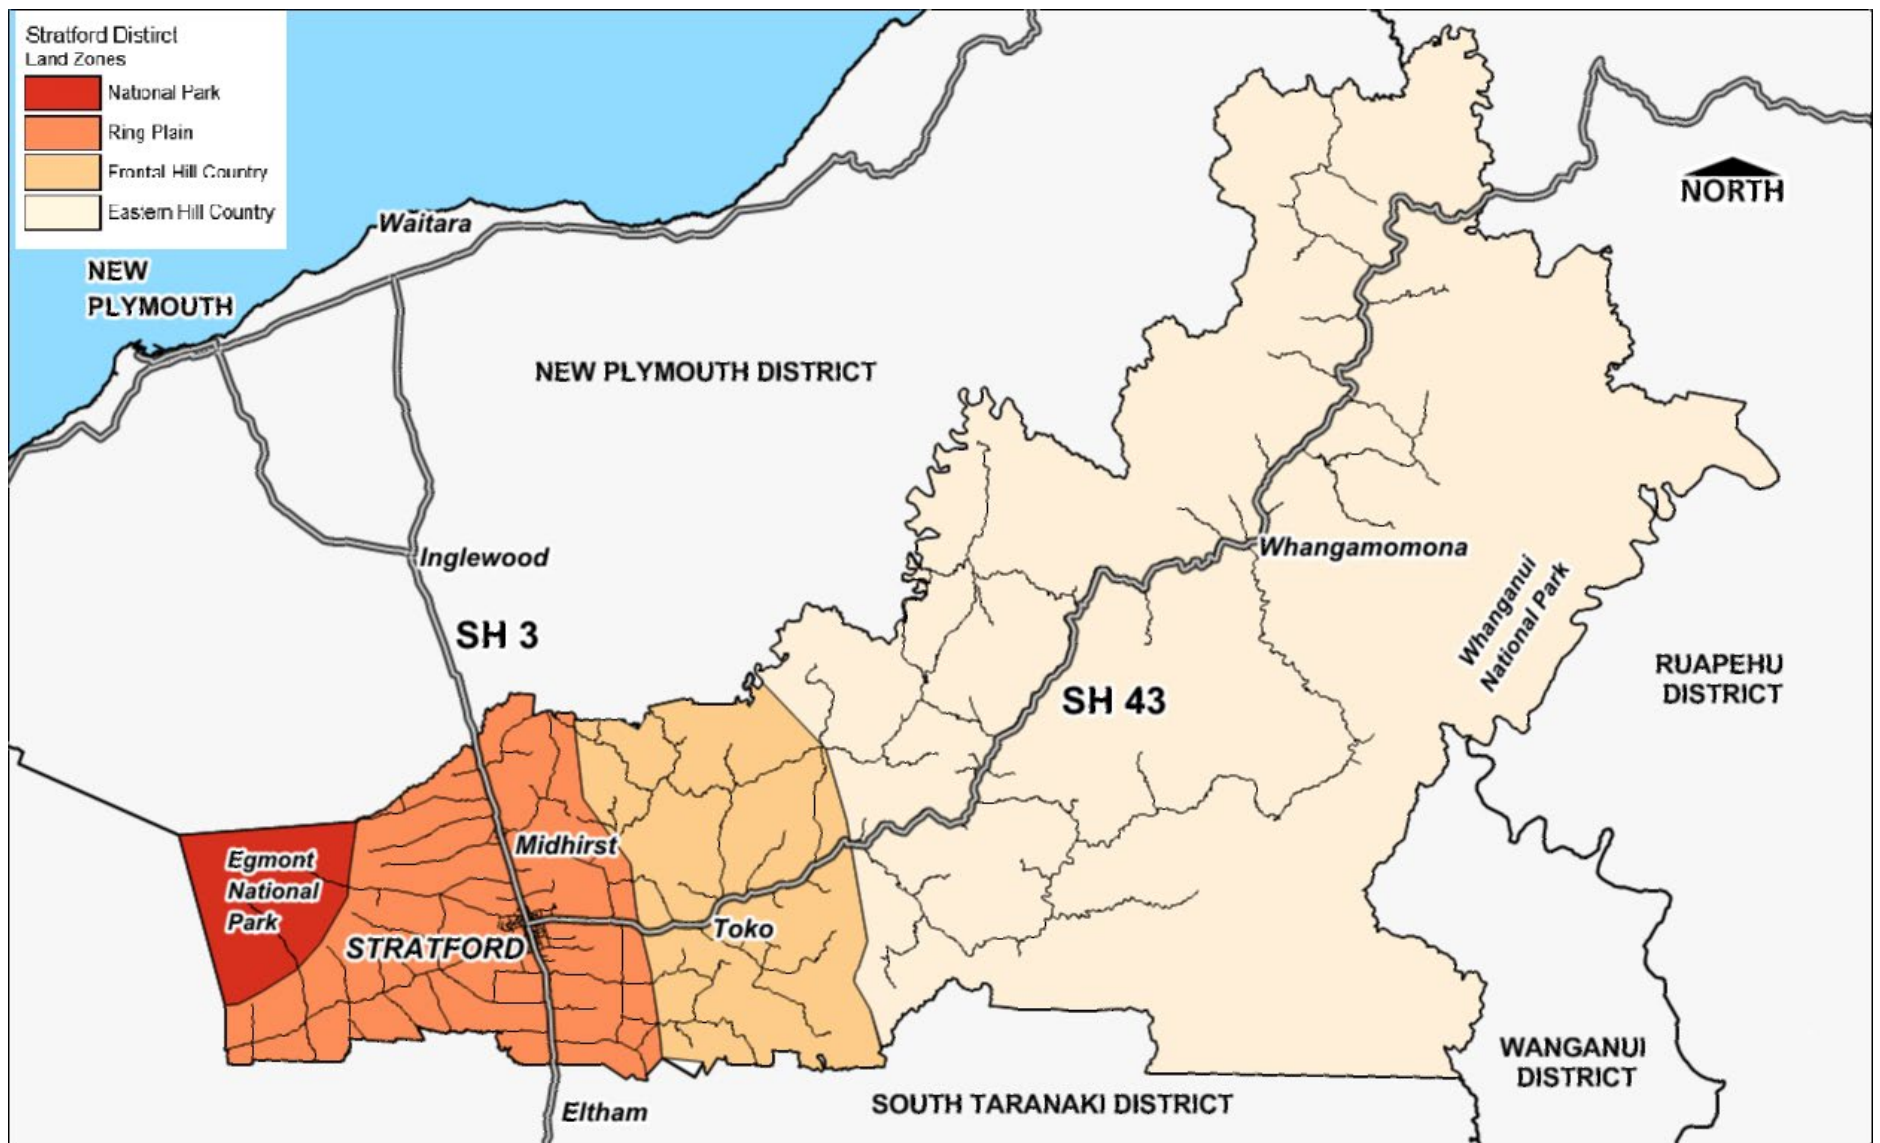 Stratford Distirct
Land Zones
National Park
Ring Plain
Frontal Hill Country
Eastern Hill Country
NORTH
Waitara
NEW
PLYMOUTH
NEW PLYMOUTH DISTRICT
Inglewood
Whangamomona
SH 3
Whanganui
National Park
SH 43
RUAPEHU
DISTRICT
Midhirst
Egmont
National
Park
Toko
STRATFORD
WANGANUI
DISTRICT
SOUTH TARANAKI DISTRICT
Eltham